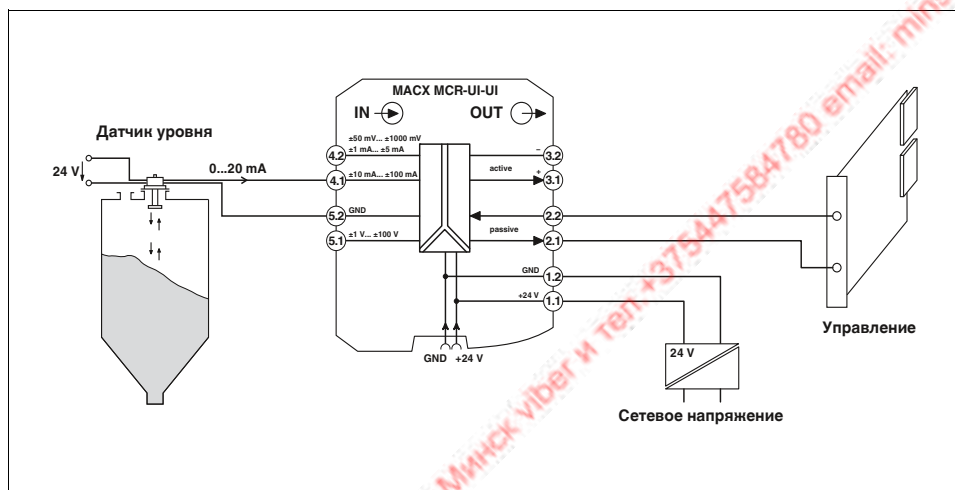 MACX MCR-UI-UI
IN
OUT
Датчик уровня
24 V
0...20 mA
±50 mV... ±1000 mV
±1 mA... ±5 mA
±10 mA... ±100 mA
GND
±1 V... ±100 V
4.2
4.1
5.2
5.1
–
active
+
passive
GND
+24 V
3.2
3.1
2.2
2.1
1.2
1.1
GND +24 V
24 V
Сетевое напряжение
Управление
Минск viber и тел.+375447584780 email: mins